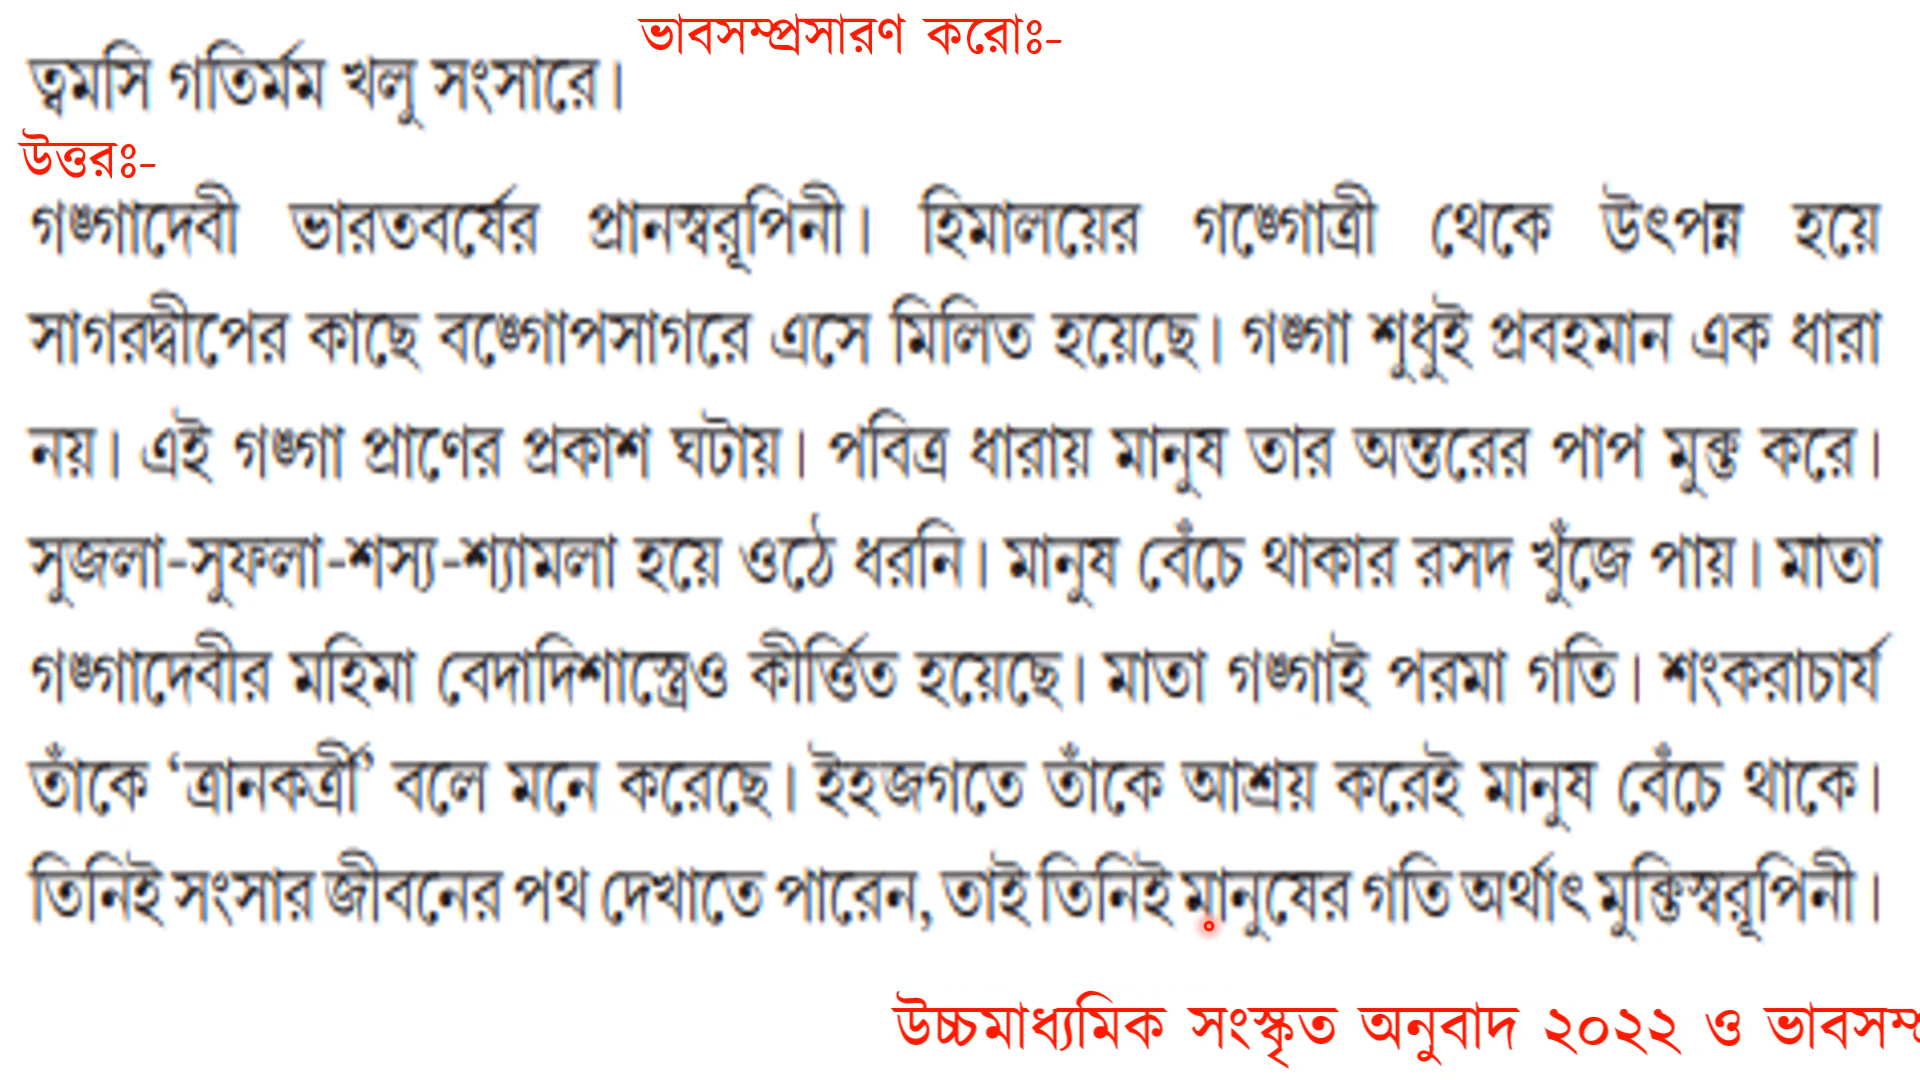 ভাবসম্প্রসারণ করোঃ-
ত্বমসি গতির্মম খলু সংসারে।
উত্তরঃ-
গঙ্গাদেবী ভারতবর্ষের প্রানস্বরূপিনী। হিমালয়ের গঙ্গোত্রী থেকে উৎপন্ন হয়ে
সাগরদ্বীপের কাছে বঙ্গোপসাগরে এসে মিলিত হয়েছে। গঙ্গা শুধুই প্রবহমান এক ধারা
নয়। এই গঙ্গা প্রাণের প্রকাশ ঘটায়। পবিত্র ধারায় মানুষ তার অন্তরের পাপ মুক্ত করে।
সুজলা-সুফলা-শস্য-শ্যামলা হয়ে ওঠে ধরনি। মানুষ বেঁচে থাকার রসদ খুঁজে পায়। মাতা
গঙ্গাদেবীর মহিমা বেদাদিশাস্ত্রেও কীর্ত্তিত হয়েছে। মাতা গঙ্গাই পরমা গতি। শংকরাচার্য
তাঁকে ‘ত্রানকর্ত্রী’ বলে মনে করেছে। ইহজগতে তাঁকে আশ্রয় করেই মানুষ বেঁচে থাকে।
তিনিই সংসার জীবনের পথ দেখাতে পারেন, তাই তিনিই মানুষের গতি অর্থাৎ মুক্তিস্বরূপিনী।
উচ্চমাধ্যমিক সংস্কৃত অনুবাদ ২০২২ ও ভাবসম্প